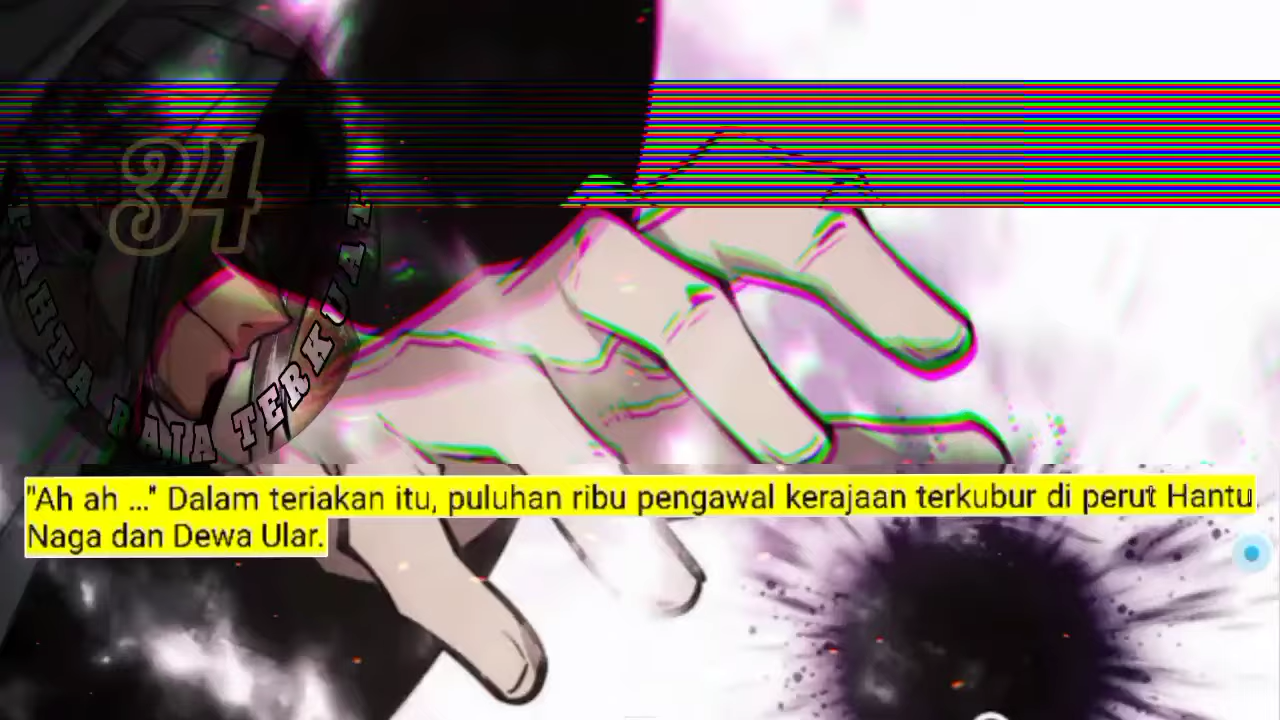 34
TAHTA RAJA TERKUAT
"Ah ah ..." Dalam teriakan itu, puluhan ribu pengawal kerajaan terkubur di perut Hantu
Naga dan Dewa Ular.